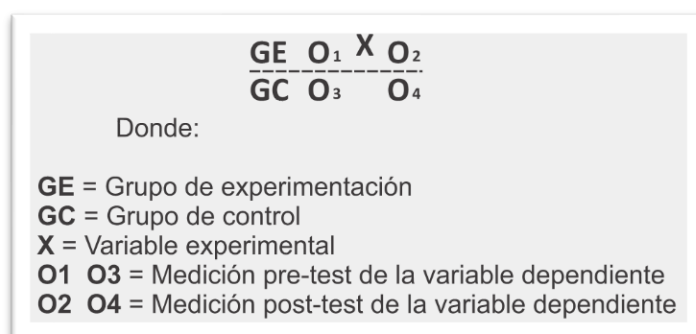 GE O1 X O2
GC O3 O4
Donde:
GE = Grupo de experimentación
GC = Grupo de control
X = Variable experimental
O1 O3 = Medición pre-test de la variable dependiente
O2 O4 = Medición post-test de la variable dependiente